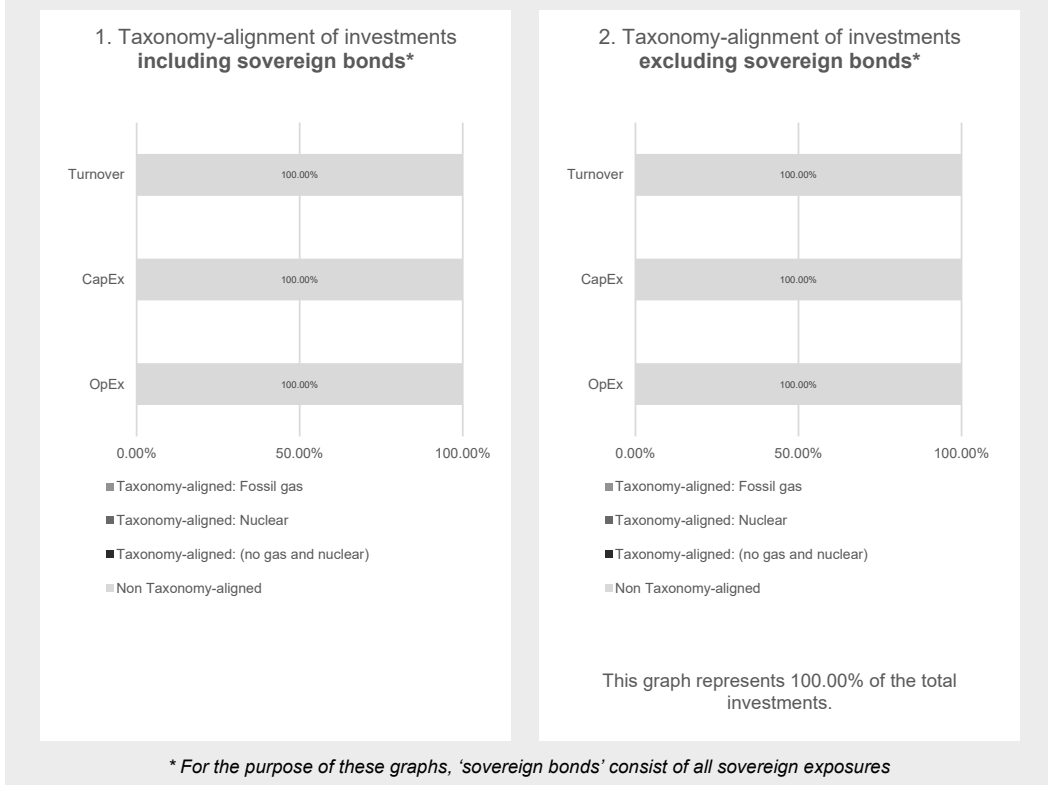 1. Taxonomy-alignment of investments
including sovereign bonds*
Turnover
100.00%
CapEx
100.00%
OpEx
100.00%
0.00%
50.00%
100.00%
Taxonomy-aligned: Fossil gas
Taxonomy-aligned: Nuclear
Taxonomy-aligned: (no gas and nuclear)
Non Taxonomy-aligned
2. Taxonomy-alignment of investments
excluding sovereign bonds*
Turnover
100.00%
CapEx
100.00%
OpEx
100.00%
0.00%
50.00%
100.00%
Taxonomy-aligned: Fossil gas
Taxonomy-aligned: Nuclear
Taxonomy-aligned: (no gas and nuclear)
Non Taxonomy-aligned
This graph represents 100.00% of the total
investments.
* For the purpose of these graphs, ‘sovereign bonds’ consist of all sovereign exposures